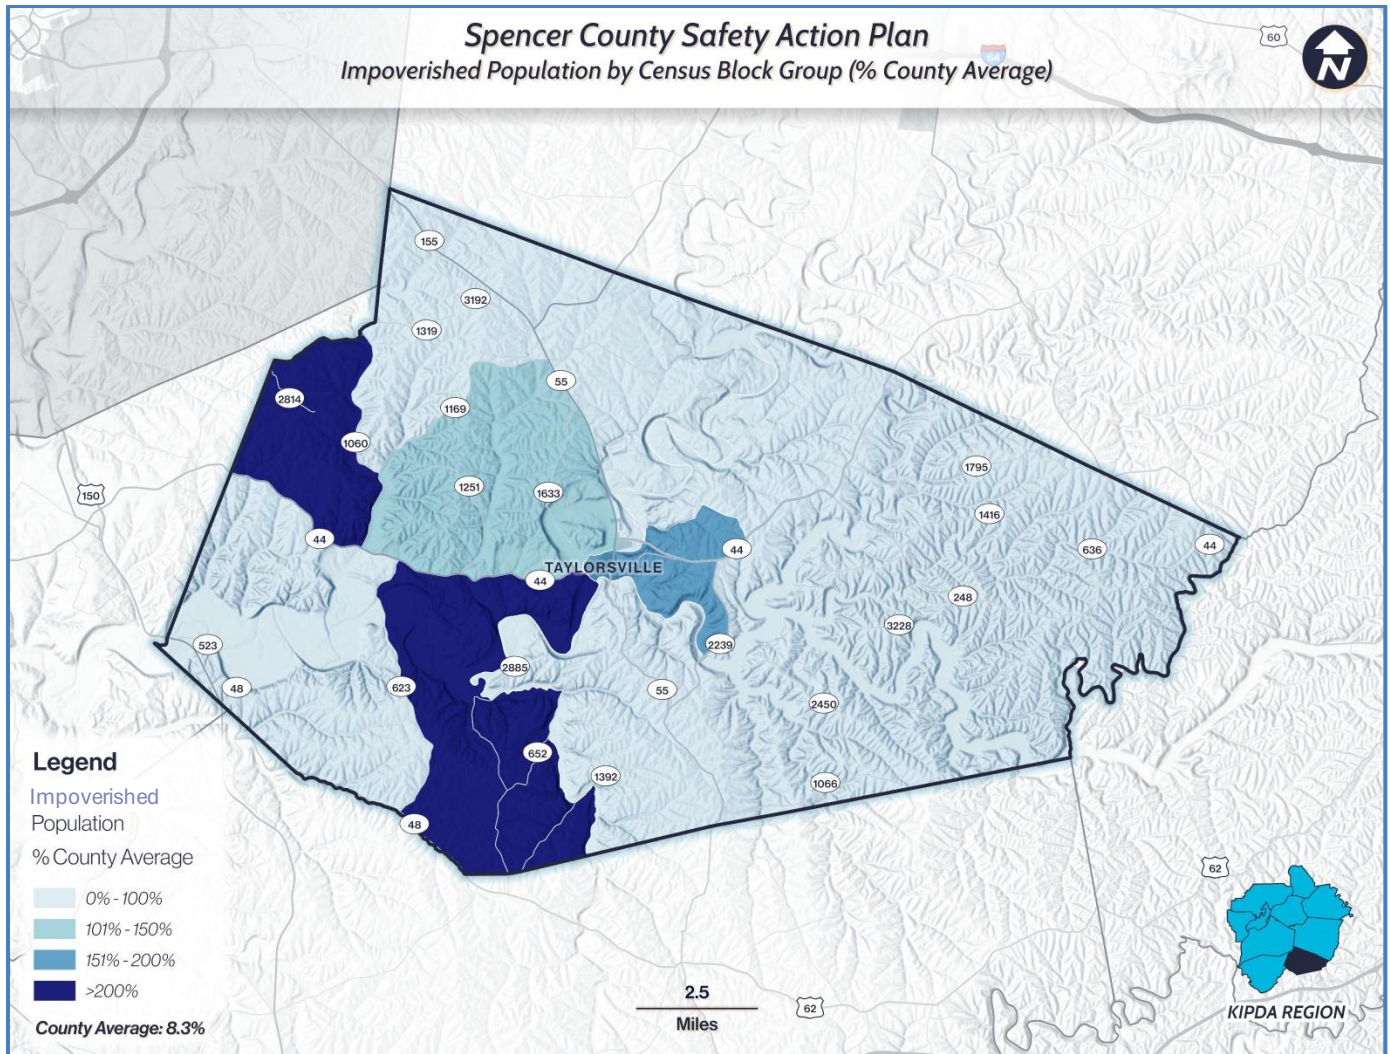 Spencer County Safety Action Plan
Impoverished Population by Census Block Group (% County Average)
60
64
N
155
3192
1319
55
2814
1169
1060
1795
150
1251
1633
1416
44
44
636
44
TAYLORSVILLE
44
248
3228
523
2239
2885
48
623
55
2450
652
1392
1066
48
Legend
Impoverished
Population
% County Average
0% - 100%
101% - 150%
151% - 200%
>200%
County Average: 8.3%
2.5
Miles
62
62
KIPDA REGION